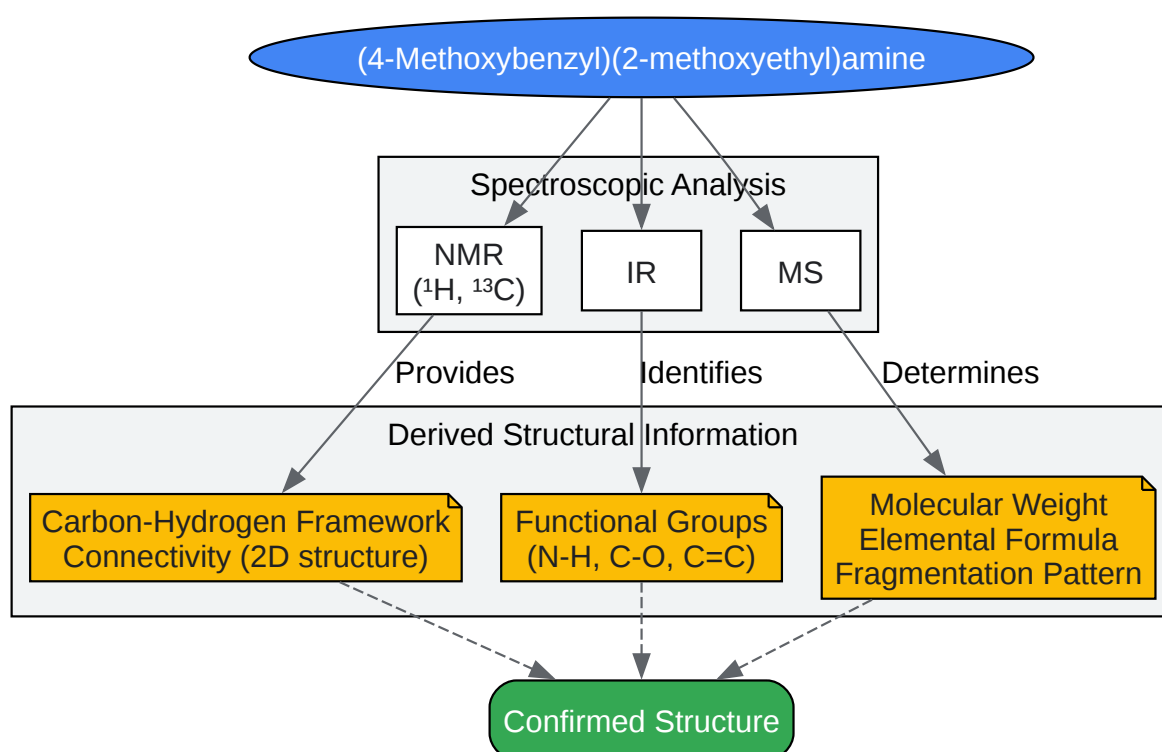 (4-Methoxybenzyl)(2-methoxyethyl)amine
Spectroscopic Analysis
NMR
(¹H, ¹³C)
IR
MS
Provides
Identifies
Determines
Derived Structural Information
Carbon-Hydrogen Framework
Connectivity (2D structure)
Functional Groups
(N-H, C-O, C=C)
Molecular Weight
Elemental Formula
Fragmentation Pattern
Confirmed Structure